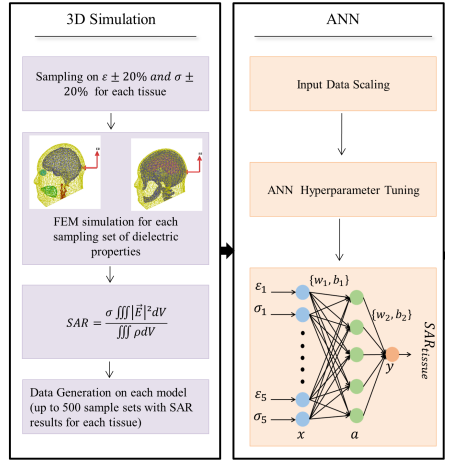 3D Simulation
Sampling on ε ± 20% and σ ±
20% for each tissue
FEM simulation for each
sampling set of dielectric
properties
SAR = σ ∭|E⃗|²dV / ∭ ρdV
Data Generation on each model
(up to 500 sample sets with SAR
results for each tissue)
ANN
Input Data Scaling
ANN Hyperparameter Tuning
{w₁, b₁}
{w₂, b₂}
ε₁
σ₁
ε₅
σ₅
x
a
y
SAR_tissue